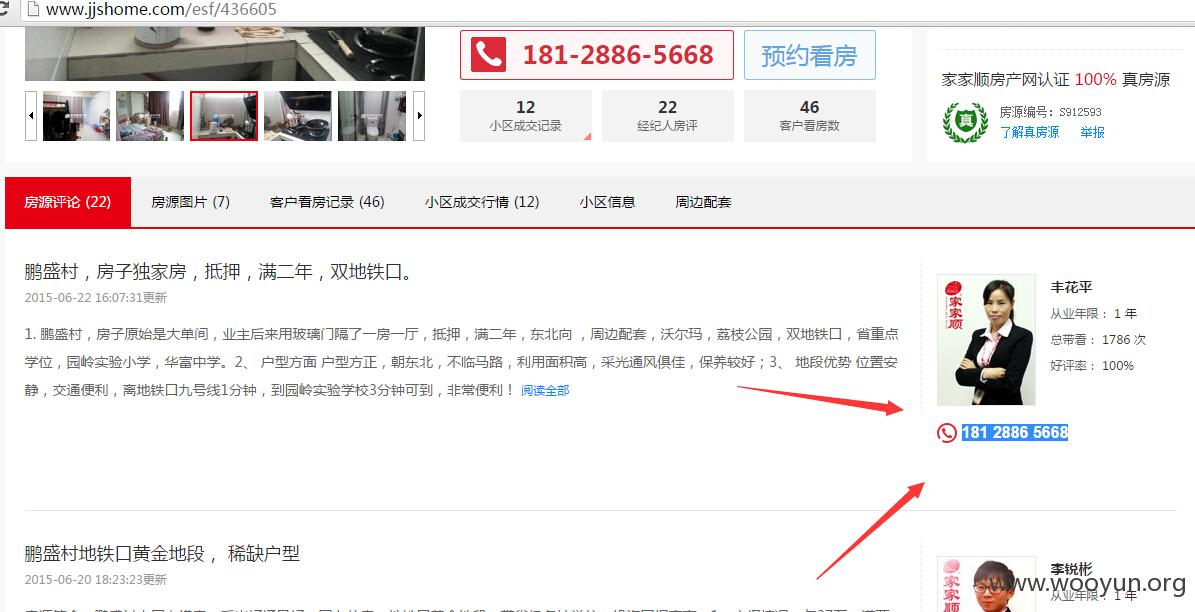 www.jjshome.com/esf/436605
181-2886-5668
预约看房
12
小区成交记录
22
经纪人房评
46
客户看房数
家家顺房产网认证 100% 真房源
真
房源编号：S912593
了解真房源 举报
房源评论 (22)
房源图片 (7)
客户看房记录 (46)
小区成交行情 (12)
小区信息
周边配套
鹏盛村，房子独家房，抵押，满二年，双地铁口。
2015-06-22 16:07:31更新
1. 鹏盛村，房子原始是大单间，业主后来用玻璃门隔了一房一厅，抵押，满二年，东北向 ，周边配套，沃尔玛，荔枝公园，双地铁口，省重点
学位，园岭实验小学，华富中学。2、 户型方面 户型方正，朝东北，不临马路，利用面积高，采光通风俱佳，保养较好；3、 地段优势 位置安
静，交通便利，离地铁口九号线1分钟，到园岭实验学校3分钟可到，非常便利！ 阅读全部
家家顺
丰花平
从业年限： 1 年
总带看： 1786 次
好评率： 100%
181 2886 5668
鹏盛村地铁口黄金地段， 稀缺户型
2015-06-20 18:23:23更新
家家顺
李锐彬
www.wooyun.org
从业年限： 1 年